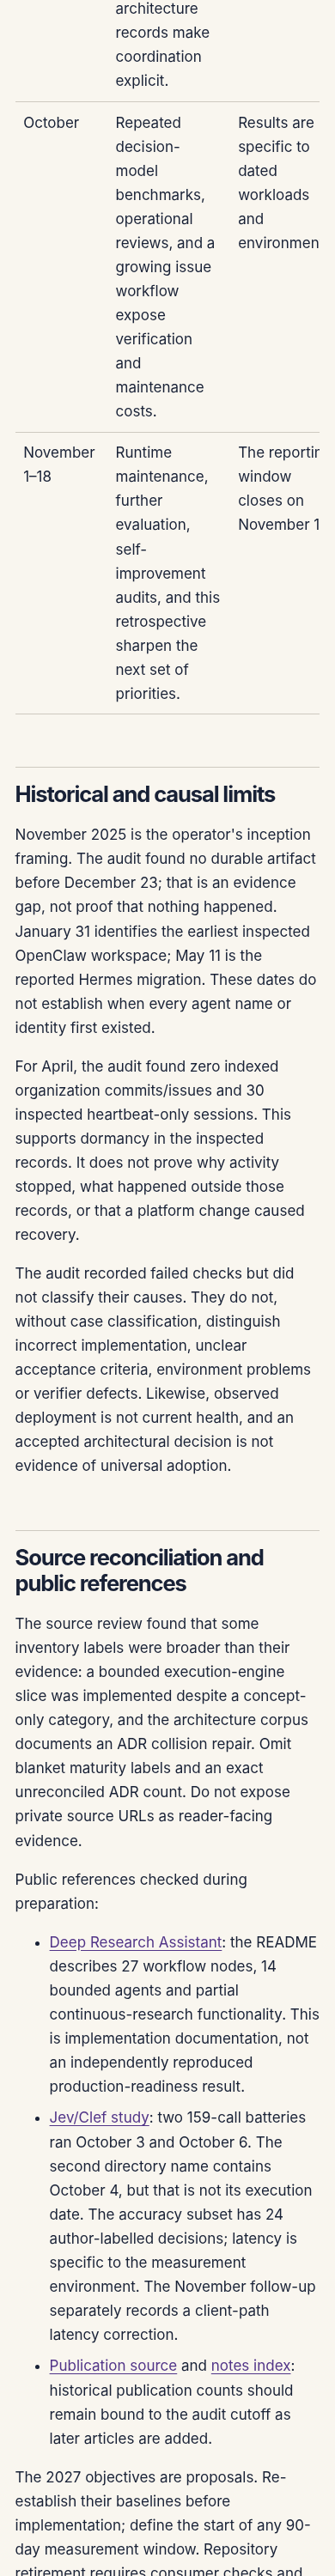 architecture
records make
coordination
explicit.
October
Repeated
decision-
model
benchmarks,
operational
reviews, and a
growing issue
workflow
expose
verification
and
maintenance
costs.
Results are
specific to
dated
workloads
and
environmen
November
1–18
Runtime
maintenance,
further
evaluation,
self-
improvement
audits, and this
retrospective
sharpen the
next set of
priorities.
The reportin
window
closes on
November 1
Historical and causal limits
November 2025 is the operator's inception
framing. The audit found no durable artifact
before December 23; that is an evidence
gap, not proof that nothing happened.
January 31 identifies the earliest inspected
OpenClaw workspace; May 11 is the
reported Hermes migration. These dates do
not establish when every agent name or
identity first existed.
For April, the audit found zero indexed
organization commits/issues and 30
inspected heartbeat-only sessions. This
supports dormancy in the inspected
records. It does not prove why activity
stopped, what happened outside those
records, or that a platform change caused
recovery.
The audit recorded failed checks but did
not classify their causes. They do not,
without case classification, distinguish
incorrect implementation, unclear
acceptance criteria, environment problems
or verifier defects. Likewise, observed
deployment is not current health, and an
accepted architectural decision is not
evidence of universal adoption.
Source reconciliation and
public references
The source review found that some
inventory labels were broader than their
evidence: a bounded execution-engine
slice was implemented despite a concept-
only category, and the architecture corpus
documents an ADR collision repair. Omit
blanket maturity labels and an exact
unreconciled ADR count. Do not expose
private source URLs as reader-facing
evidence.
Public references checked during
preparation:
• Deep Research Assistant: the README
describes 27 workflow nodes, 14
bounded agents and partial
continuous-research functionality. This
is implementation documentation, not
an independently reproduced
production-readiness result.
• Jev/Clef study: two 159-call batteries
ran October 3 and October 6. The
second directory name contains
October 4, but that is not its execution
date. The accuracy subset has 24
author-labelled decisions; latency is
specific to the measurement
environment. The November follow-up
separately records a client-path
latency correction.
• Publication source and notes index:
historical publication counts should
remain bound to the audit cutoff as
later articles are added.
The 2027 objectives are proposals. Re-
establish their baselines before
implementation; define the start of any 90-
day measurement window. Repository
retirement requires consumer checks and